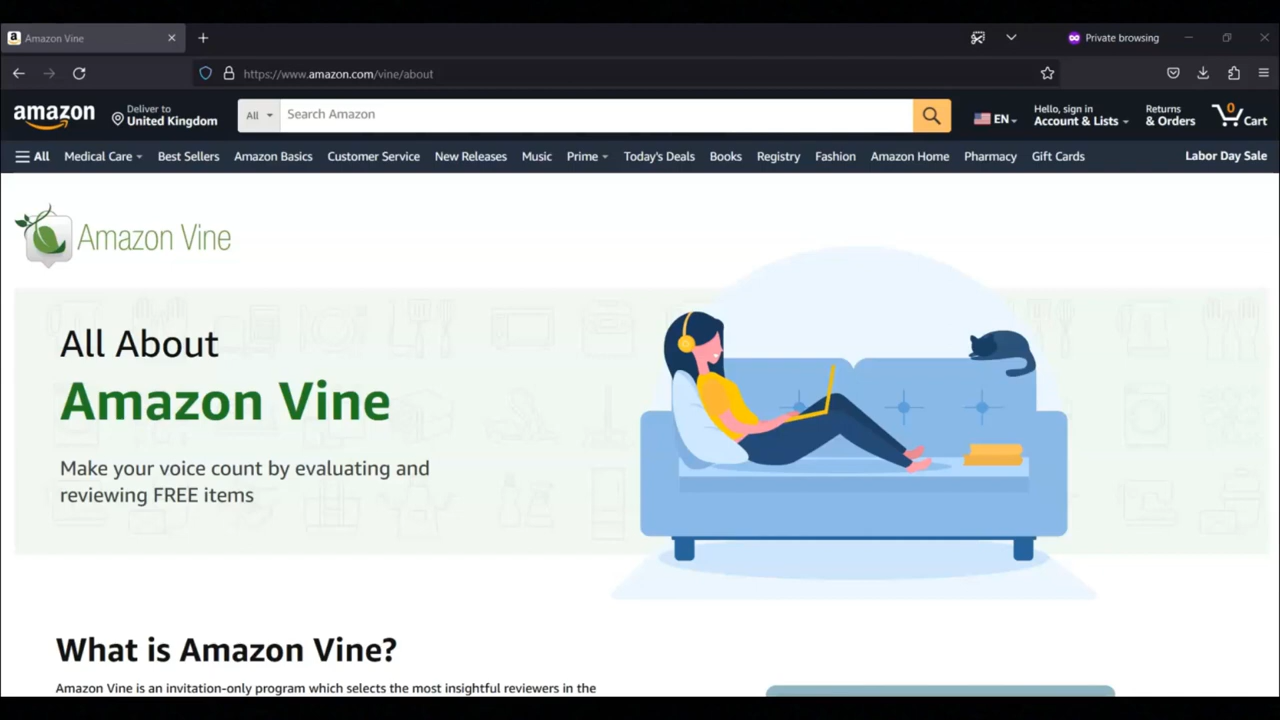 Amazon Vine
Private browsing
https://www.amazon.com/vine/about
amazon
Deliver to
United Kingdom
All
Search Amazon
EN
Hello, sign in
Account & Lists
Returns
& Orders
0
Cart
All
Medical Care
Best Sellers
Amazon Basics
Customer Service
New Releases
Music
Prime
Today's Deals
Books
Registry
Fashion
Amazon Home
Pharmacy
Gift Cards
Labor Day Sale
Amazon Vine
All About
Amazon Vine
Make your voice count by evaluating and
reviewing FREE items
What is Amazon Vine?
Amazon Vine is an invitation-only program which selects the most insightful reviewers in the